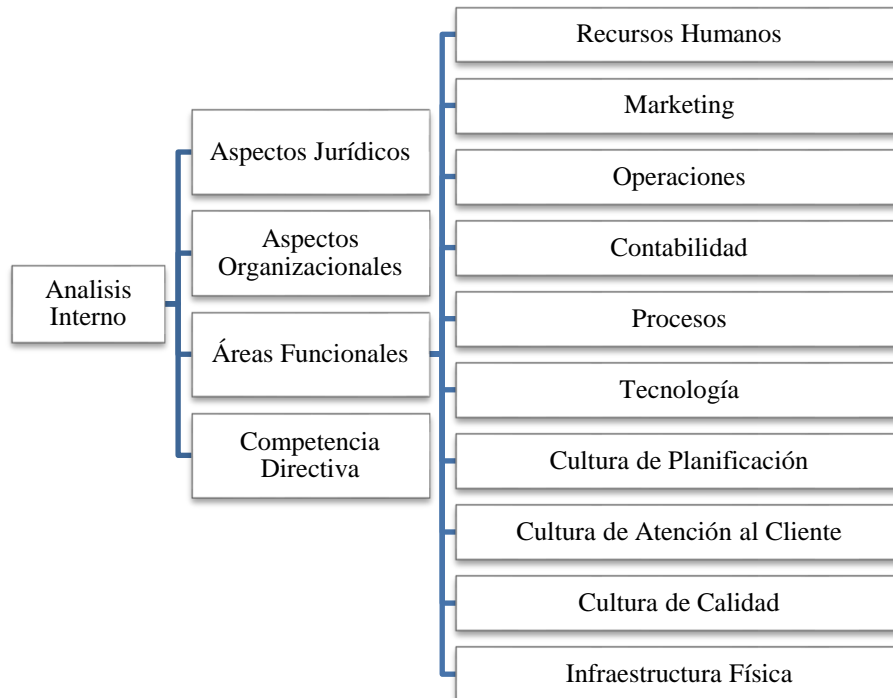 Analisis
Interno
Aspectos Jurídicos
Aspectos
Organizacionales
Áreas Funcionales
Competencia
Directiva
Recursos Humanos
Marketing
Operaciones
Contabilidad
Procesos
Tecnología
Cultura de Planificación
Cultura de Atención al Cliente
Cultura de Calidad
Infraestructura Física